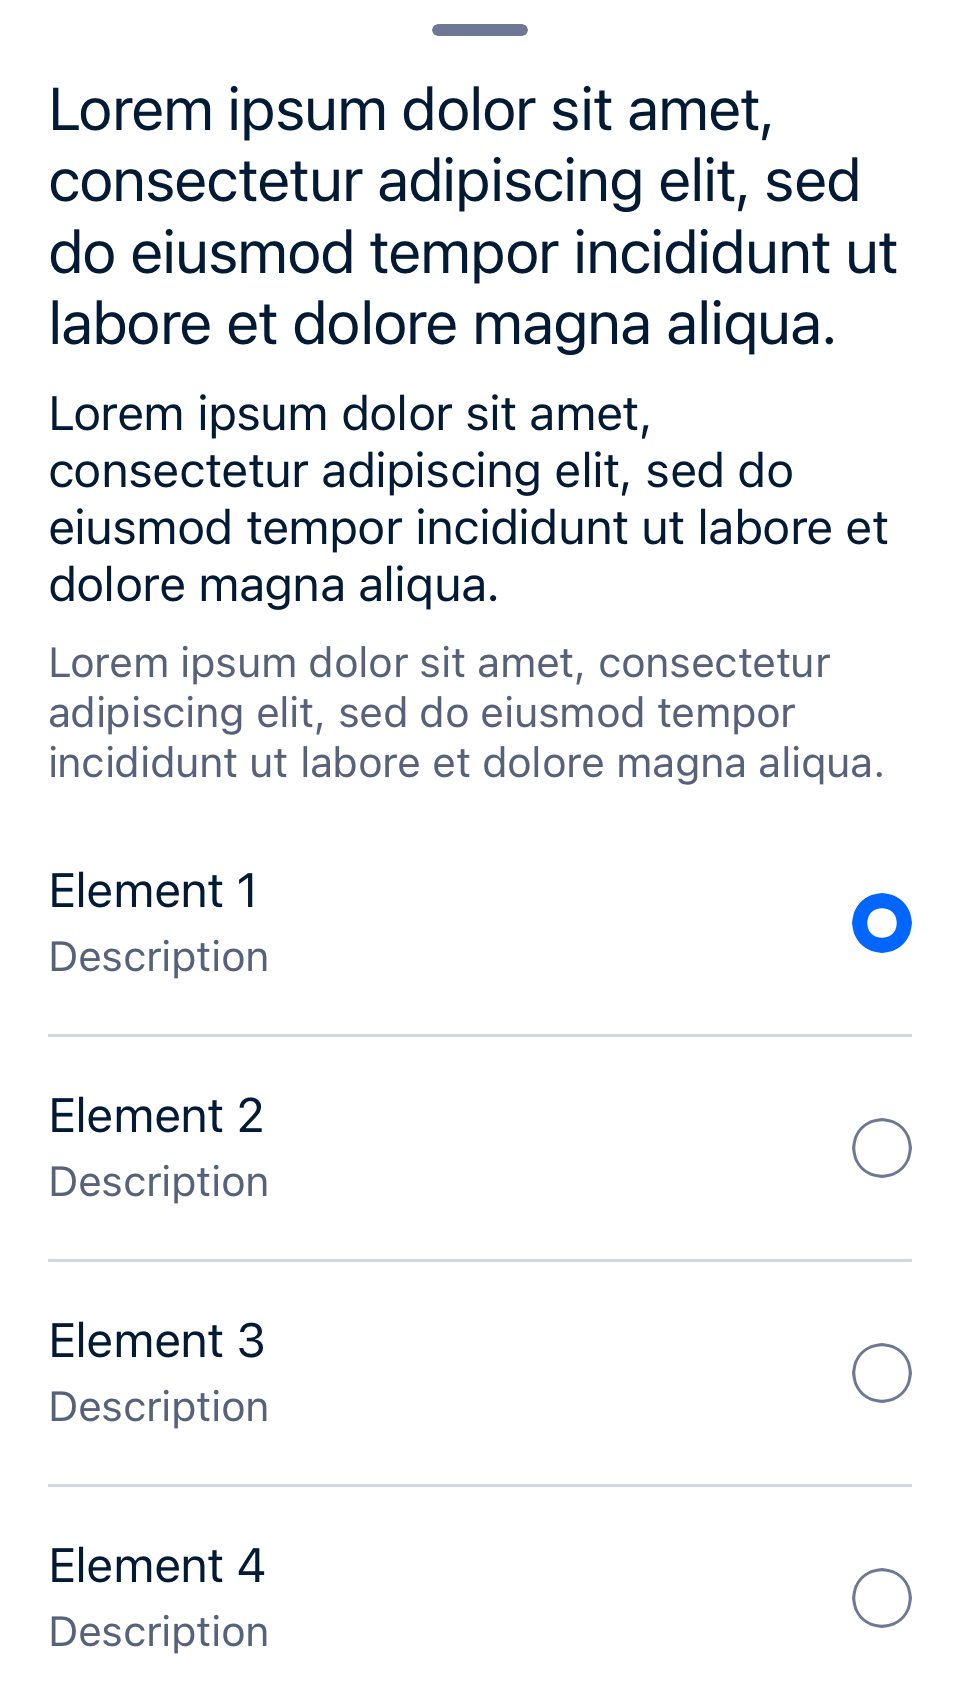 Lorem ipsum dolor sit amet,
consectetur adipiscing elit, sed
do eiusmod tempor incididunt ut
labore et dolore magna aliqua.
Lorem ipsum dolor sit amet,
consectetur adipiscing elit, sed do
eiusmod tempor incididunt ut labore et
dolore magna aliqua.
Lorem ipsum dolor sit amet, consectetur
adipiscing elit, sed do eiusmod tempor
incididunt ut labore et dolore magna aliqua.
Element 1
Description
Element 2
Description
Element 3
Description
Element 4
Description